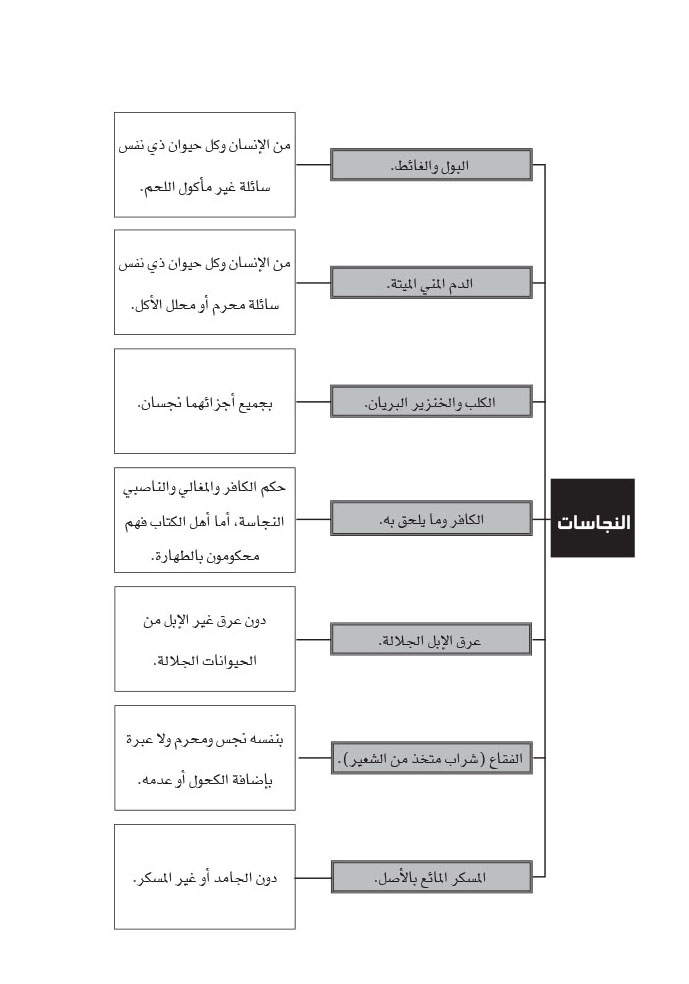 النجاسات
البول والغائط.
من الإنسان وكل حيوان ذي نفس
سائلة غير مأكول اللحم.
الدم المني الميتة.
من الإنسان وكل حيوان ذي نفس
سائلة محرم أو محلل الأكل.
الكلب والخنزير البريان.
بجميع أجزائهما نجسان.
الكافر وما يلحق به.
حكم الكافر والمغالي والناصبي
النجاسة، أما أهل الكتاب فهم
محكومون بالطهارة.
عرق الإبل الجلالة.
دون عرق غير الإبل من
الحيوانات الجلالة.
الفقاع (شراب متخذ من الشعير).
بنفسه نجس ومحرم ولا عبرة
بإضافة الكحول أو عدمه.
المسكر المائع بالأصل.
دون الجامد أو غير المسكر.